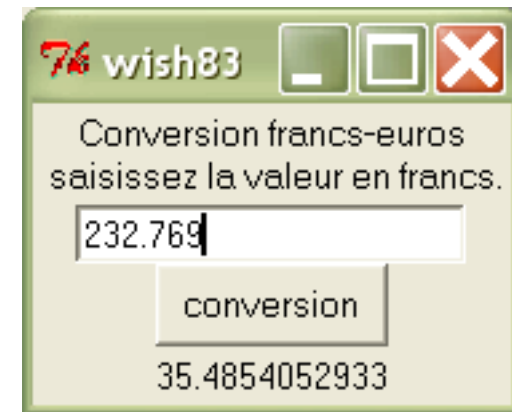 wish83
Conversion francs-euros
saisissez la valeur en francs.
232.769
conversion
35.4854052933